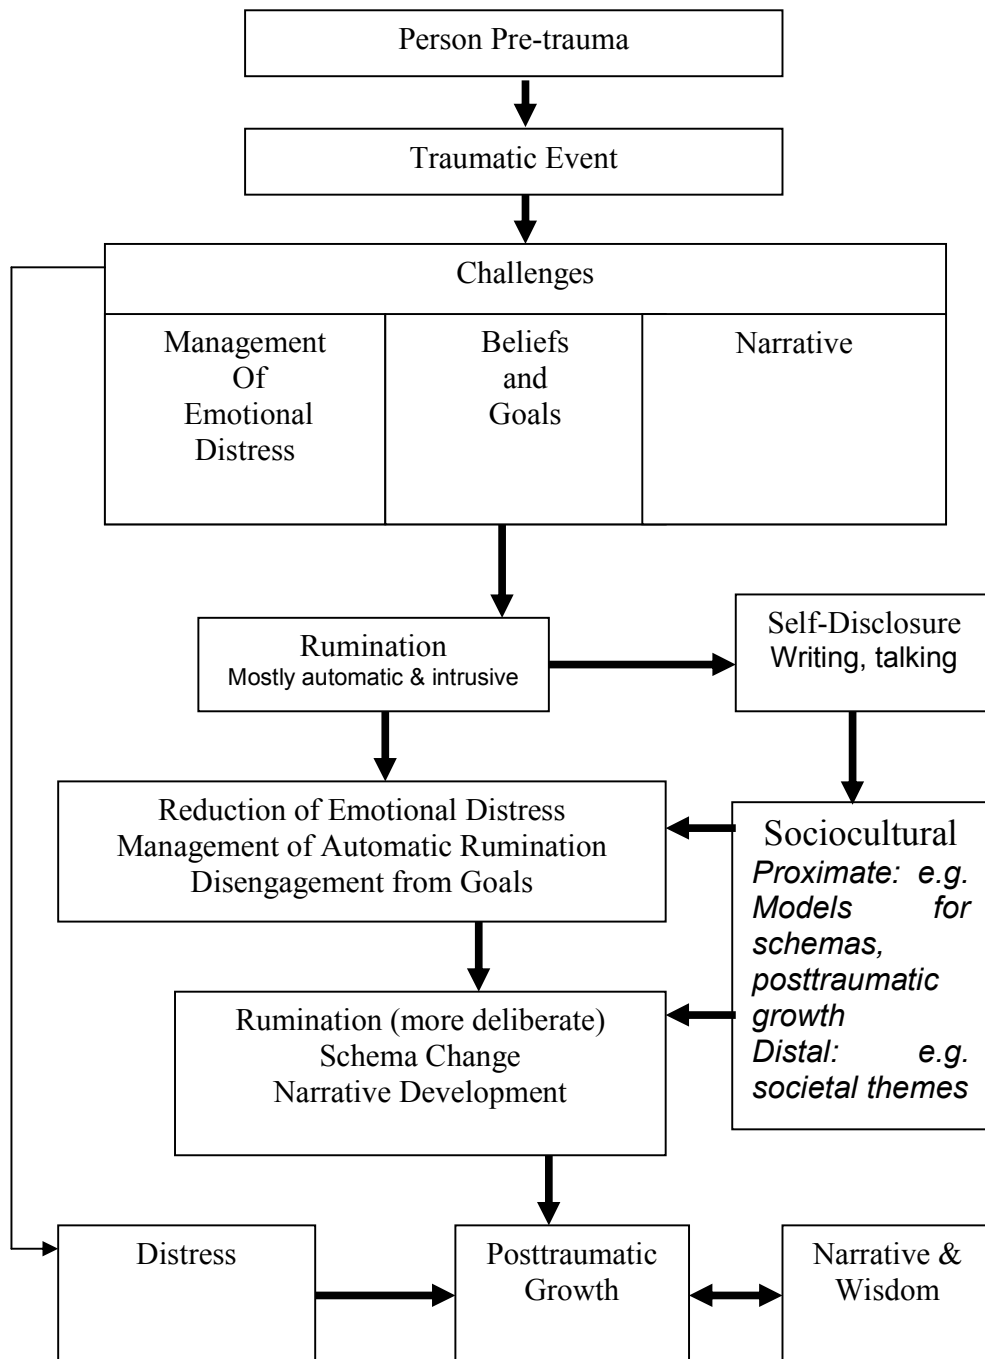 Person Pre-trauma
Traumatic Event
Challenges
Management
Of
Emotional
Distress
Beliefs
and
Goals
Narrative
Rumination
Mostly automatic & intrusive
Self-Disclosure
Writing, talking
Reduction of Emotional Distress
Management of Automatic Rumination
Disengagement from Goals
Sociocultural
Proximate: e.g.
Models for
schemas,
posttraumatic
growth
Distal: e.g.
societal themes
Rumination (more deliberate)
Schema Change
Narrative Development
Distress
Posttraumatic
Growth
Narrative &
Wisdom